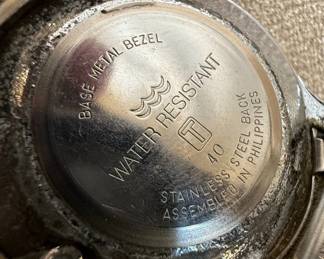 BASE METAL BEZEL
WATER RESISTANT
T
40
STAINLESS STEEL BACK
ASSEMBLED IN PHILIPPINES